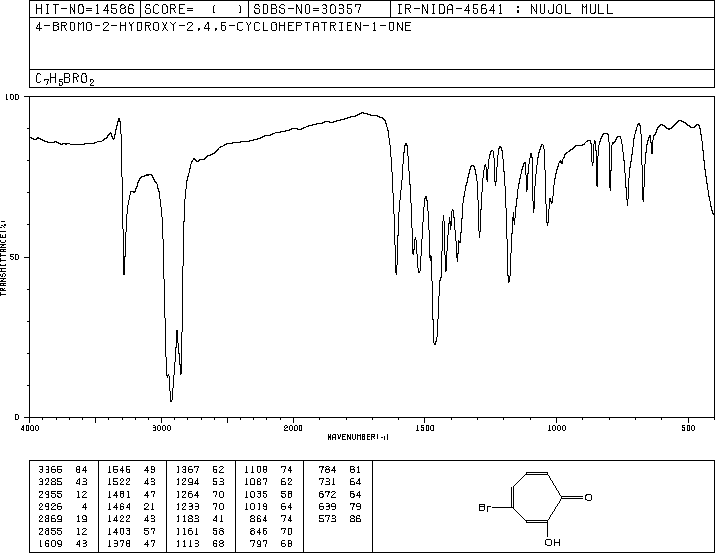 HIT-NO=14586 SCORE= ( ) SDBS-NO=30357 IR-NIDA-45641 : NUJOL MULL
4-BROMO-2-HYDROXY-2,4,6-CYCLOHEPTATRIEN-1-ONE
C7H5BRO2
100
50
0
TRANSMITTANCE(%)
4000 3000 2000 1500 1000 500
WAVENUMBER(-1)
3366 84 1546 49 1367 52 1108 74 784 81
3285 43 1522 43 1294 53 1087 62 731 64
2955 12 1481 47 1264 70 1035 58 672 64
2926 4 1464 21 1233 70 1019 64 639 79
2869 19 1422 43 1183 41 864 74 573 86
2855 12 1403 57 1161 58 846 70
1609 43 1378 47 1113 68 797 68
Br
O
OH